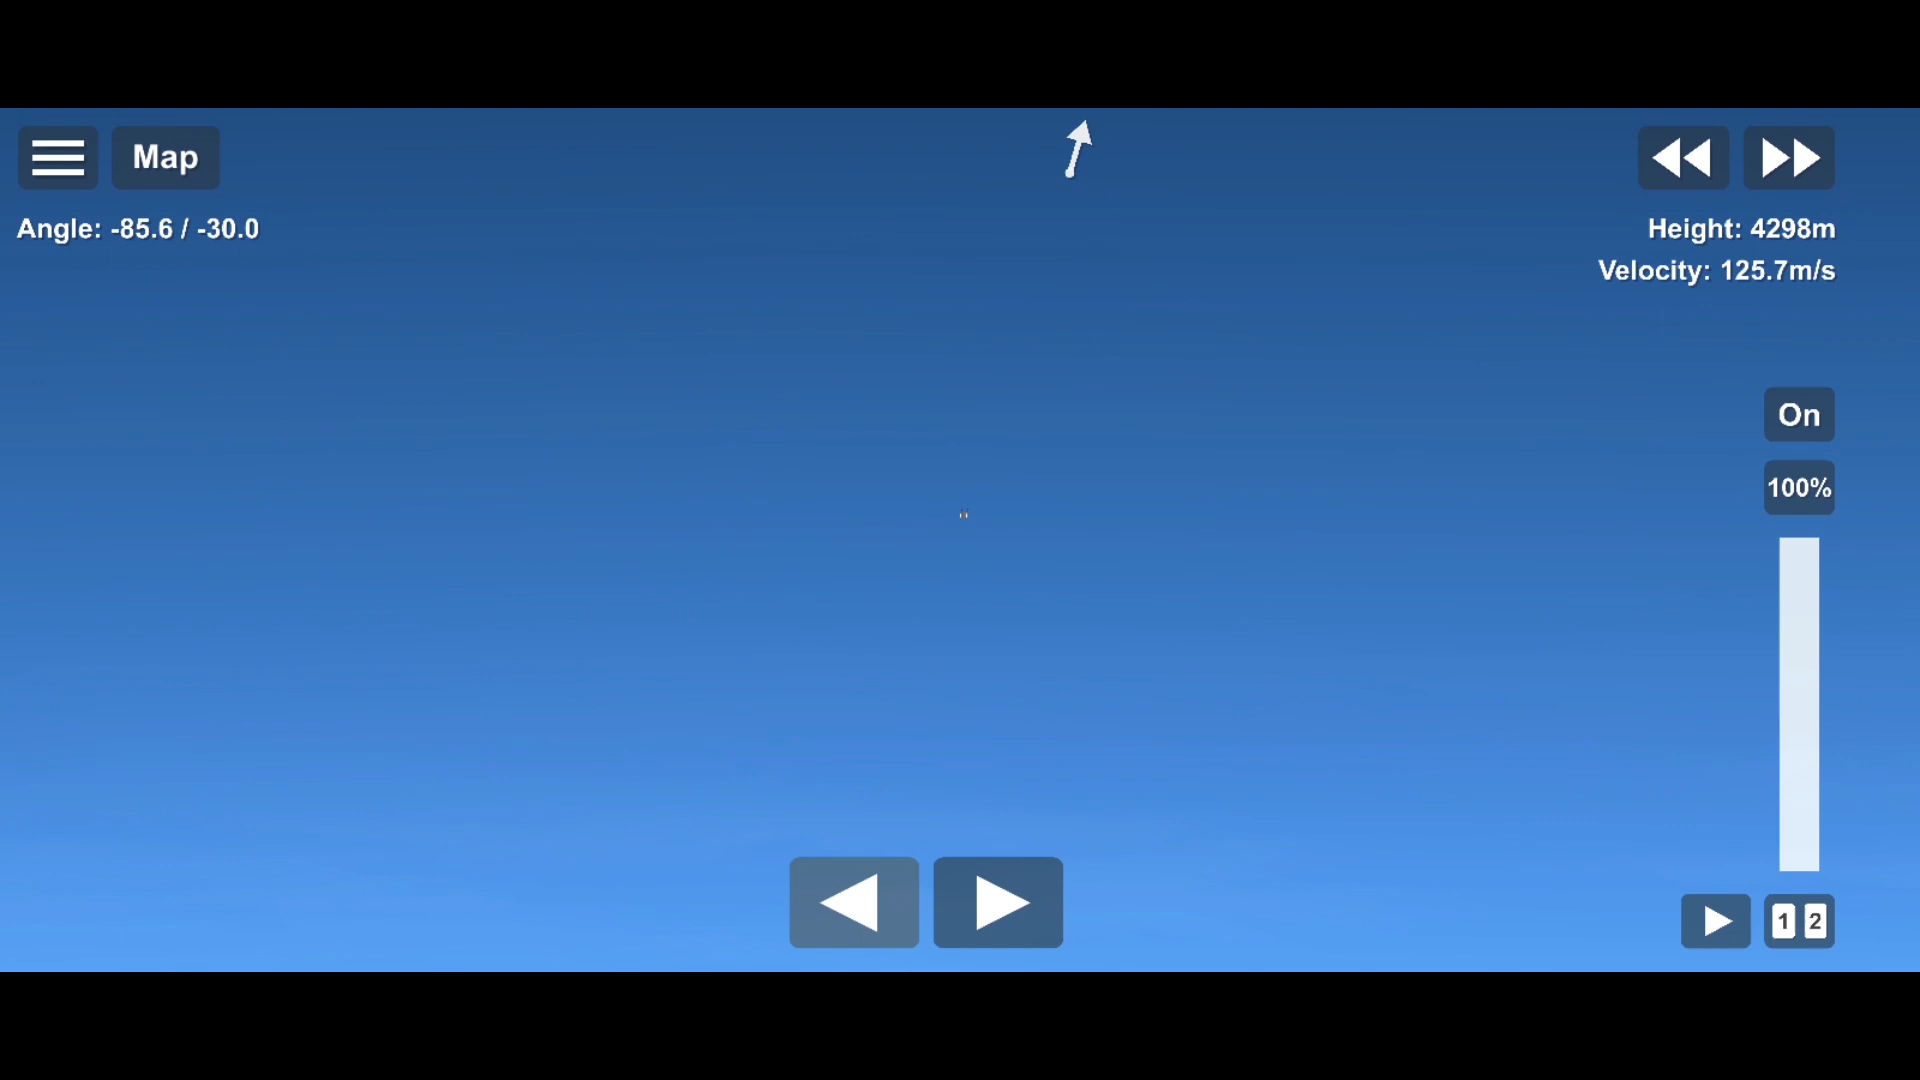 Map
Angle: -85.6 / -30.0
Height: 4298m
Velocity: 125.7m/s
On
100%
1 2